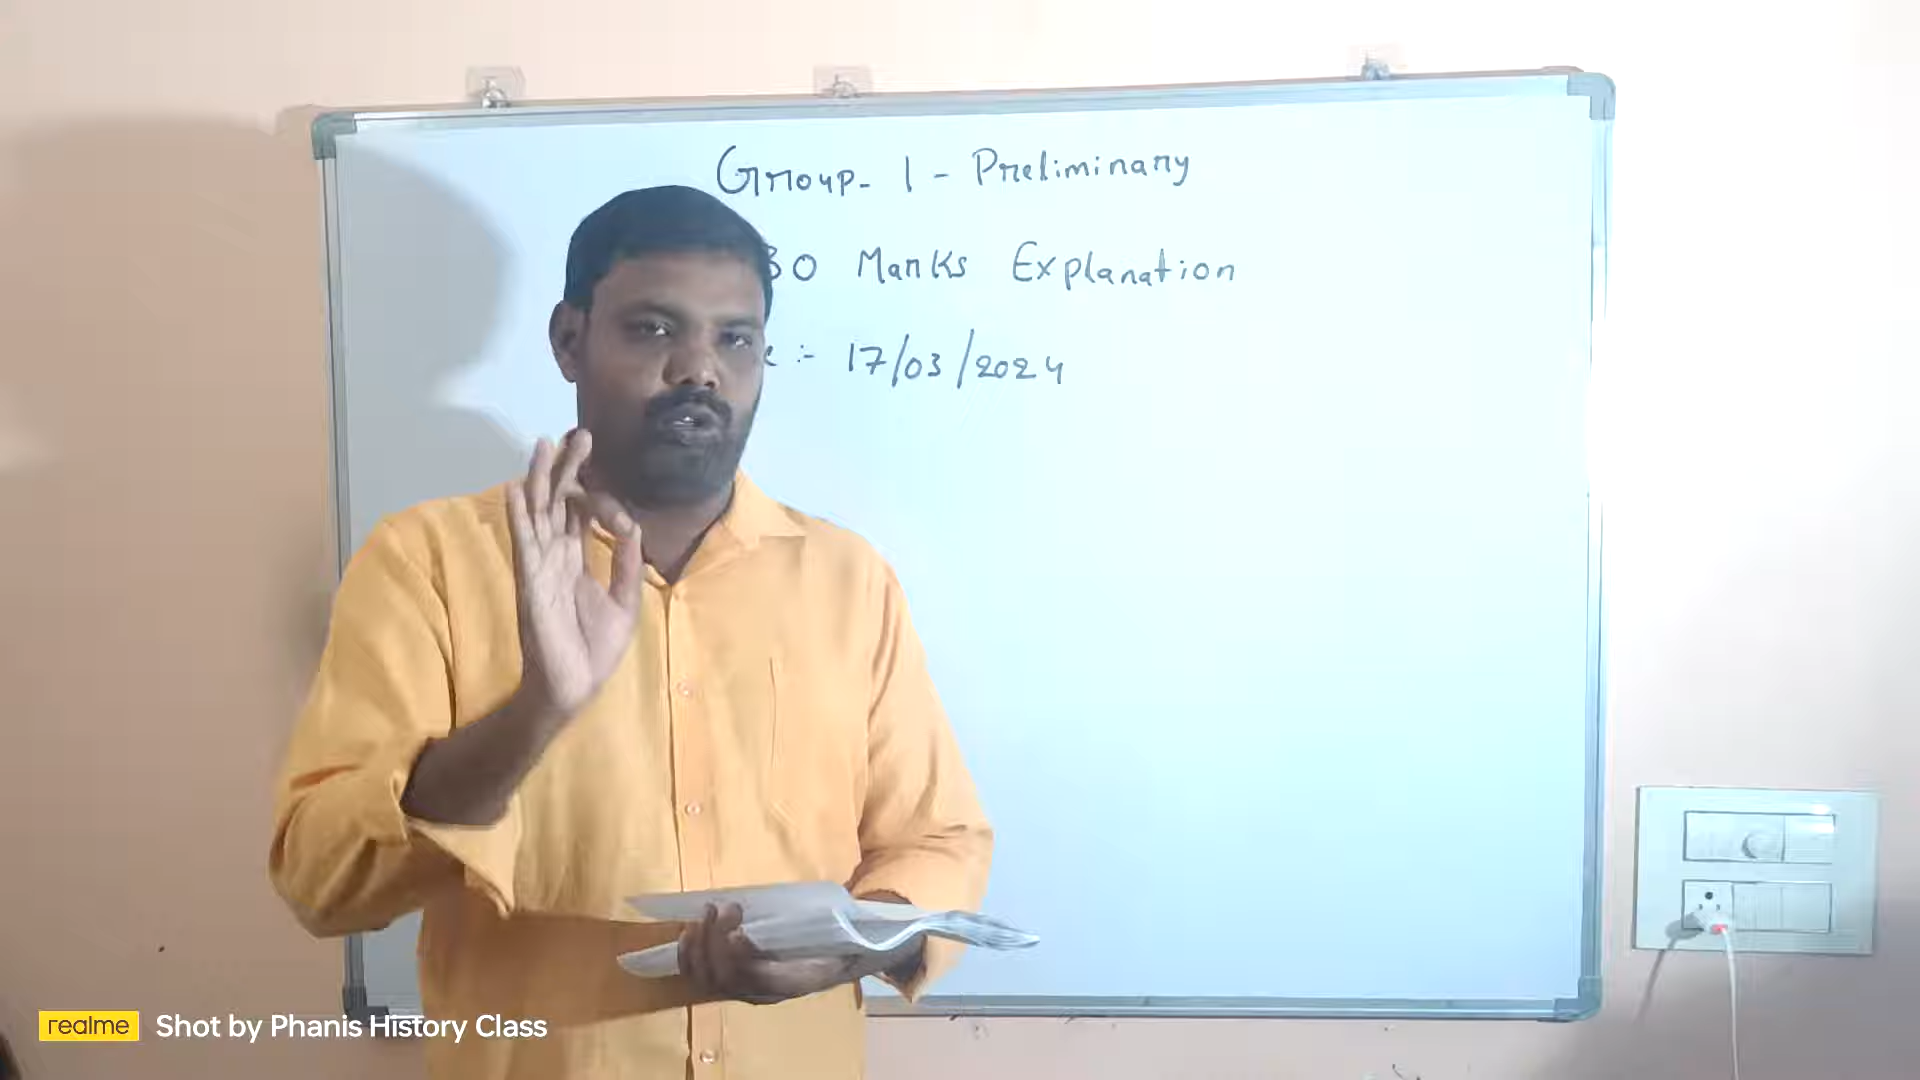 Group- 1 - Preliminary
30 Marks Explanation
:- 17/03/2024
realme Shot by Phanis History Class